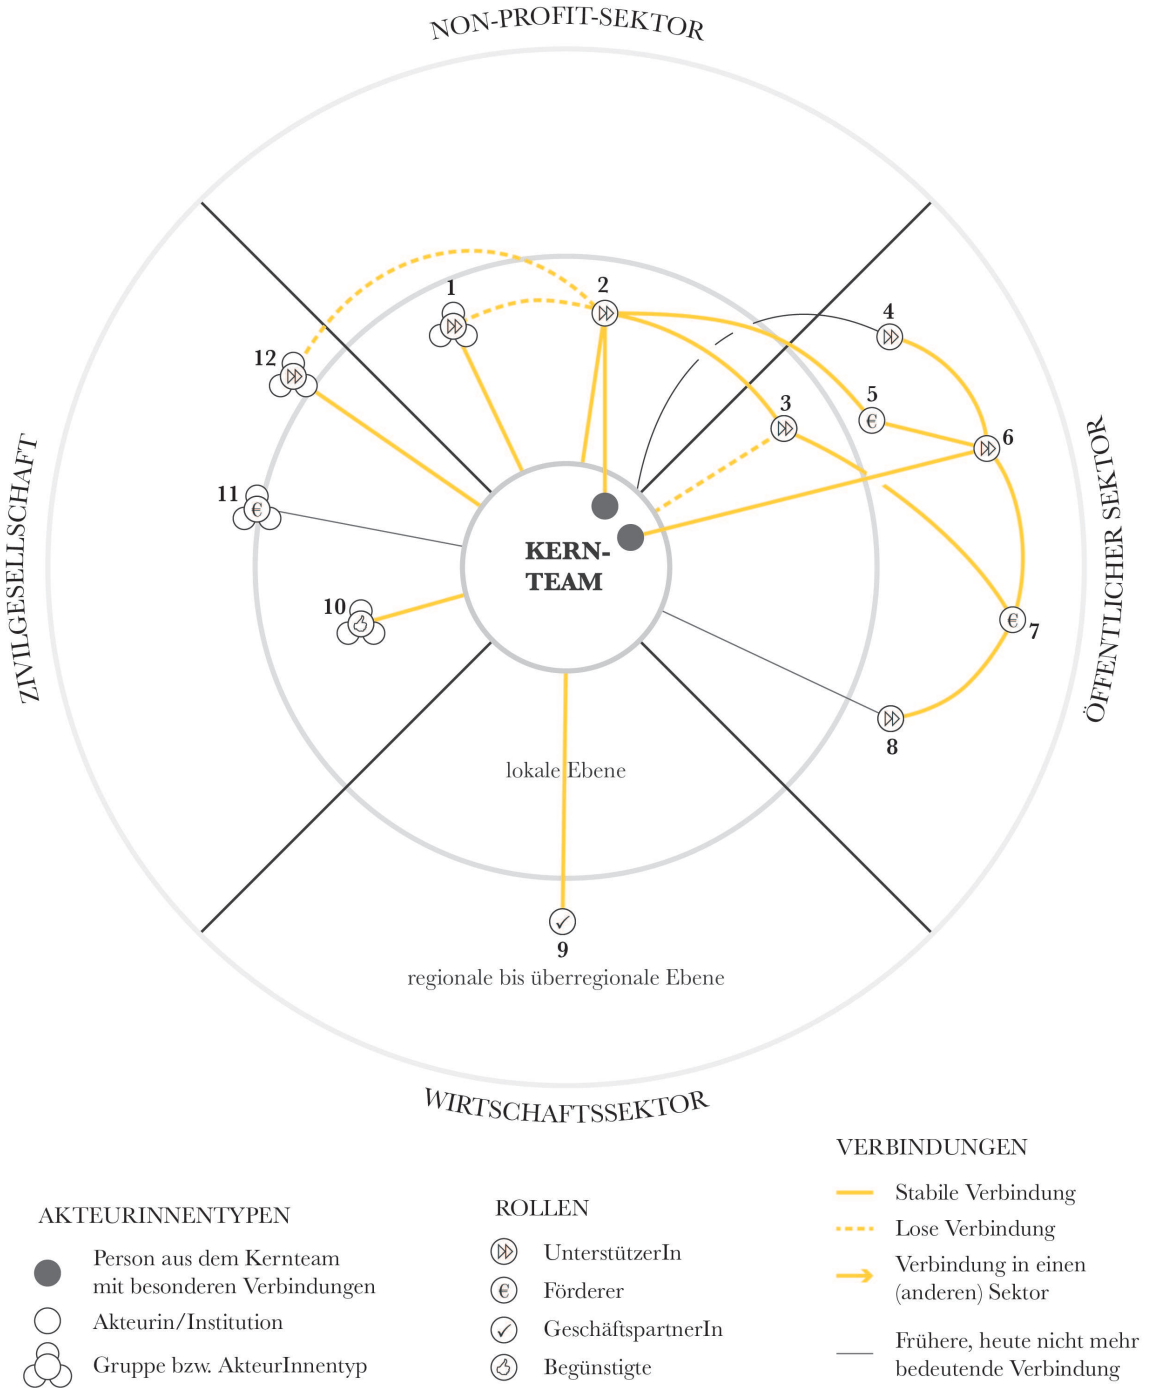 NON-PROFIT-SEKTOR
1
2
4
12
5
3
6
11
ZIVILGESELLSCHAFT
ÖFFENTLICHER SEKTOR
KERN-
TEAM
10
7
8
lokale Ebene
9
regionale bis überregionale Ebene
WIRTSCHAFTSSEKTOR
AKTEURINNENTYPEN
Person aus dem Kernteam
mit besonderen Verbindungen
Akteurin/Institution
Gruppe bzw. AkteurInnentyp
ROLLEN
UnterstützerIn
€ Förderer
GeschäftspartnerIn
Begünstigte
VERBINDUNGEN
Stabile Verbindung
Lose Verbindung
Verbindung in einen
(anderen) Sektor
Frühere, heute nicht mehr
bedeutende Verbindung